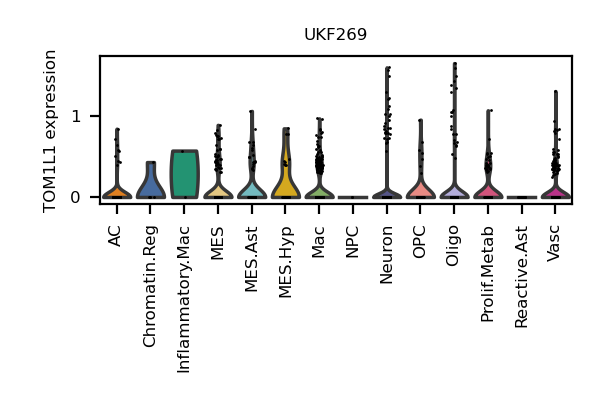 UKF269
TOM1L1 expression
1
0
AC
Chromatin.Reg
Inflammatory.Mac
MES
MES.Ast
MES.Hyp
Mac
NPC
Neuron
OPC
Oligo
Prolif.Metab
Reactive.Ast
Vasc